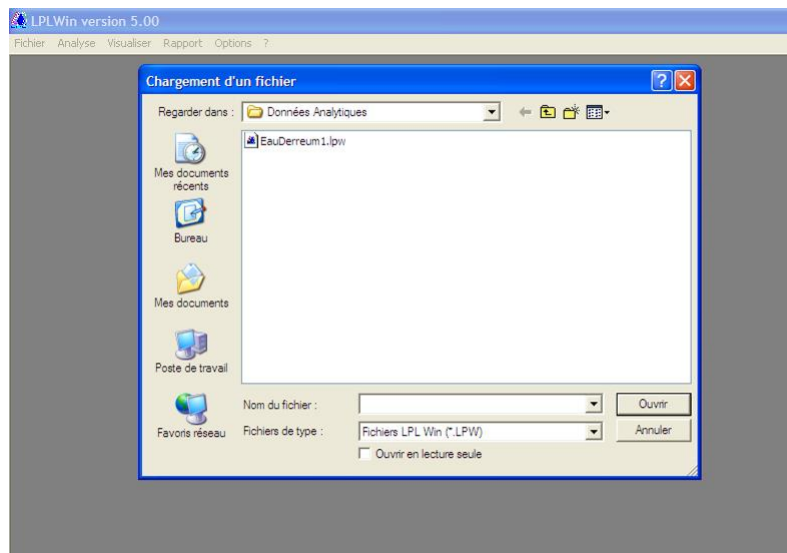 LPLWin version 5.00
Fichier Analyse Visualiser Rapport Options ?
Chargement d'un fichier
Regarder dans : Données Analytiques
EauDerreum1.lpw
Mes documents
récents
Bureau
Mes documents
Poste de travail
Favoris réseau
Nom du fichier :
Ouvrir
Fichiers de type : Fichiers LPL Win (*.LPW)
Annuler
Ouvrir en lecture seule